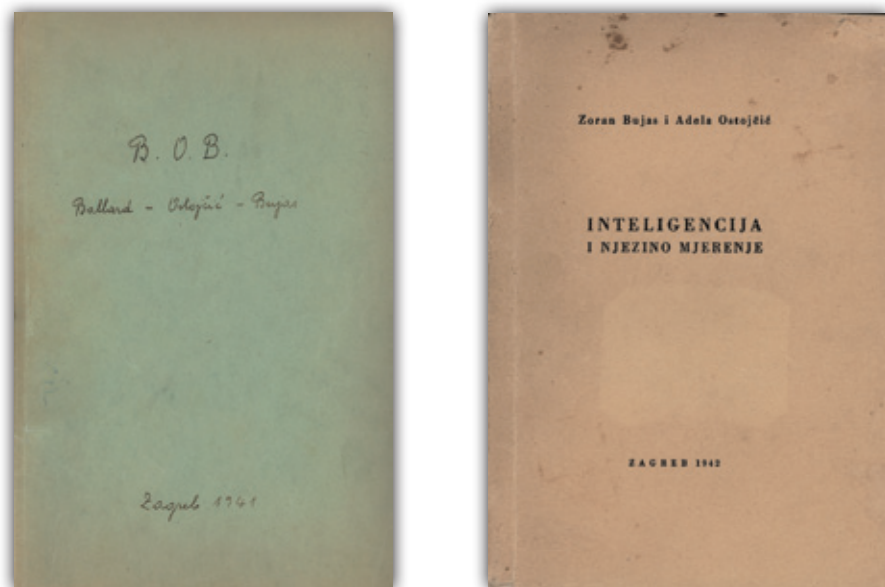 B. O. B.
Ballard - Ostojčić - Bujas
Zagreb 1941
Zoran Bujas i Adela Ostojčić
INTELIGENCIJA
I NJEZINO MJERENJE
ZAGREB 1942